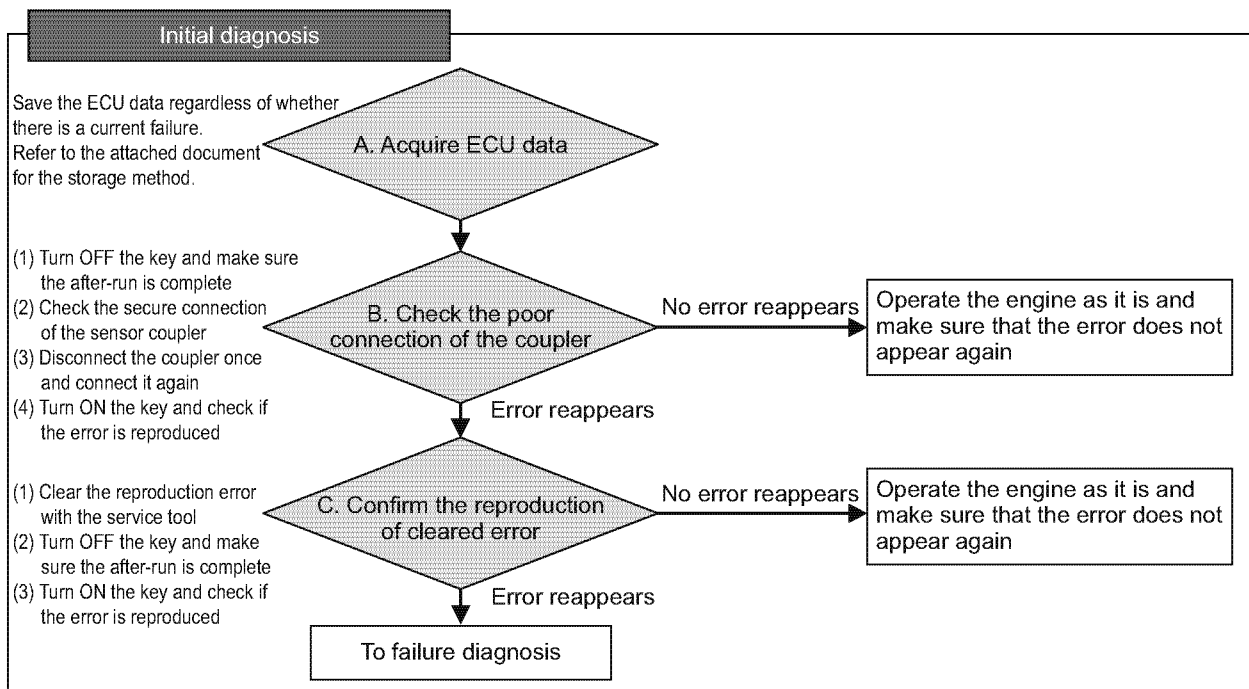 Initial diagnosis
Save the ECU data regardless of whether
there is a current failure.
Refer to the attached document
for the storage method.
A. Acquire ECU data
(1) Turn OFF the key and make sure
the after-run is complete
(2) Check the secure connection
of the sensor coupler
(3) Disconnect the coupler once
and connect it again
(4) Turn ON the key and check if
the error is reproduced
B. Check the poor
connection of the coupler
No error reappears
Operate the engine as it is and
make sure that the error does not
appear again
Error reappears
(1) Clear the reproduction error
with the service tool
(2) Turn OFF the key and make
sure the after-run is complete
(3) Turn ON the key and check if
the error is reproduced
C. Confirm the reproduction
of cleared error
No error reappears
Operate the engine as it is and
make sure that the error does not
appear again
Error reappears
To failure diagnosis